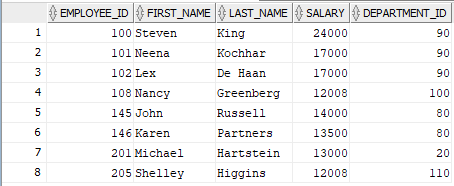 EMPLOYEE_ID FIRST_NAME LAST_NAME SALARY DEPARTMENT_ID
1 100 Steven King 24000 90
2 101 Neena Kochhar 17000 90
3 102 Lex De Haan 17000 90
4 108 Nancy Greenberg 12008 100
5 145 John Russell 14000 80
6 146 Karen Partners 13500 80
7 201 Michael Hartstein 13000 20
8 205 Shelley Higgins 12008 110